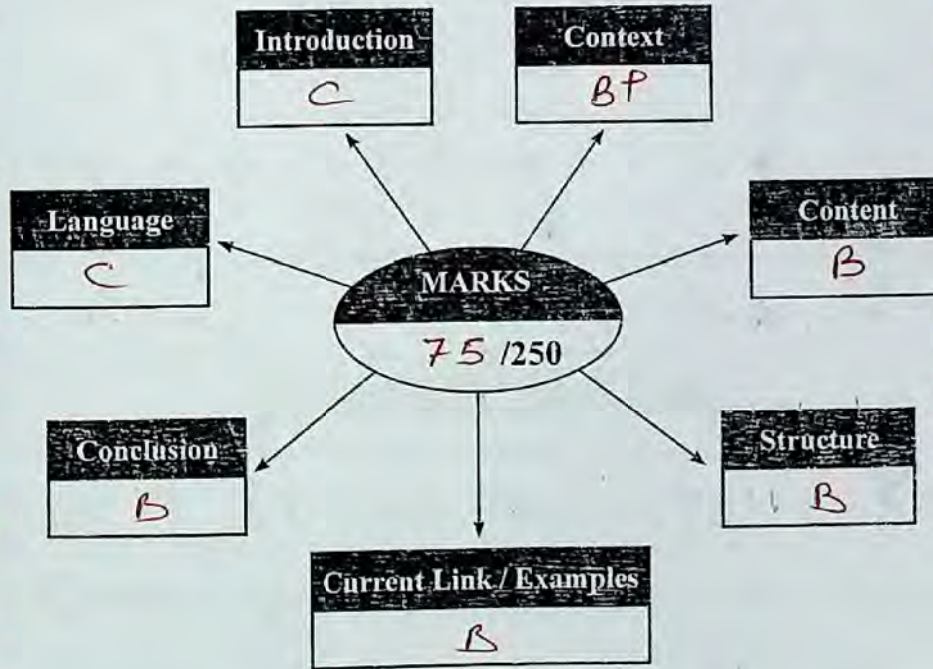 Introduction
C
Context
BP
Language
C
Content
B
MARKS
75 /250
Conclusion
B
Structure
B
Current Link / Examples
B